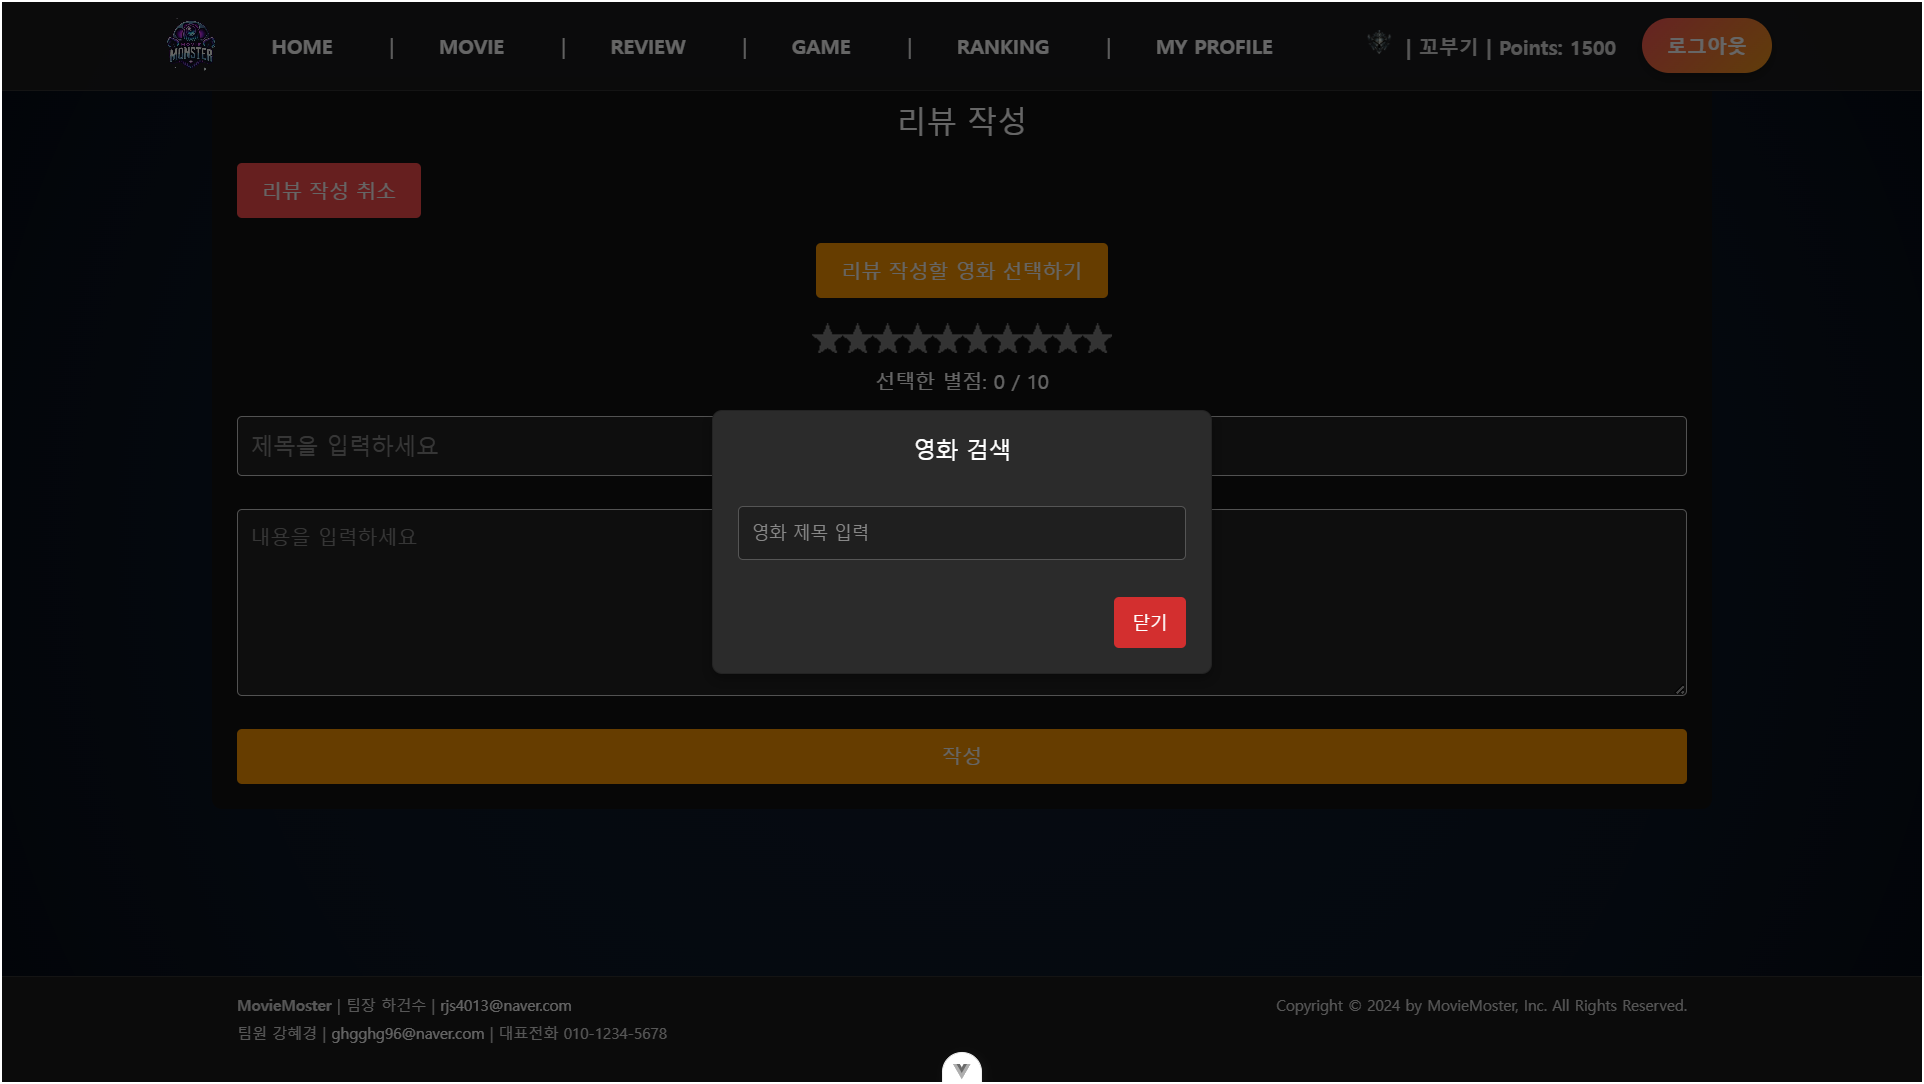 MONSTER
HOME | MOVIE | REVIEW | GAME | RANKING | MY PROFILE | 꼬부기 | Points: 1500 로그아웃
리뷰 작성
리뷰 작성 취소
리뷰 작성할 영화 선택하기
선택한 별점: 0 / 10
제목을 입력하세요
내용을 입력하세요
영화 검색
영화 제목 입력
닫기
작성
MovieMoster | 팀장 하건수 | rjs4013@naver.com
팀원 강혜경 | ghgghg96@naver.com | 대표전화 010-1234-5678
Copyright © 2024 by MovieMoster, Inc. All Rights Reserved.